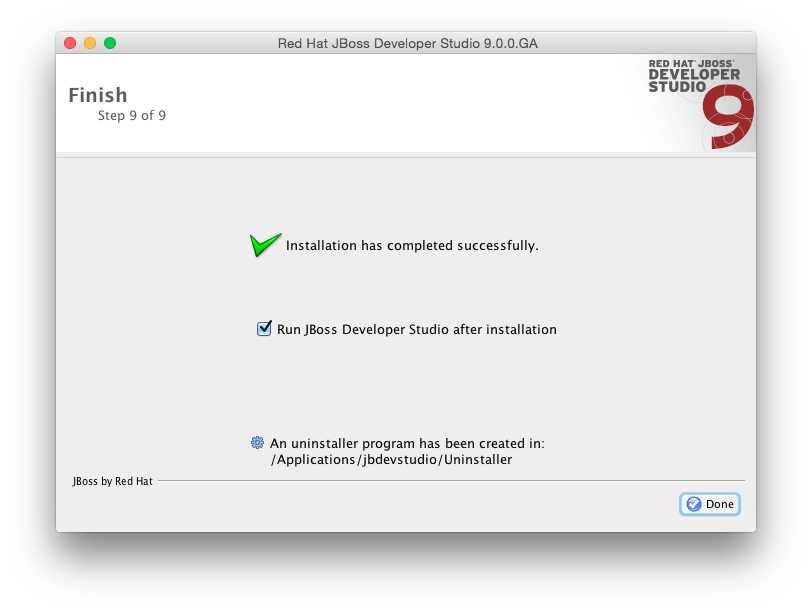 Red Hat JBoss Developer Studio 9.0.0.GA
RED HAT JBOSS
DEVELOPER
STUDIO
9
Finish
Step 9 of 9
Installation has completed successfully.
Run JBoss Developer Studio after installation
An uninstaller program has been created in:
/Applications/jbdevstudio/Uninstaller
JBoss by Red Hat
Done